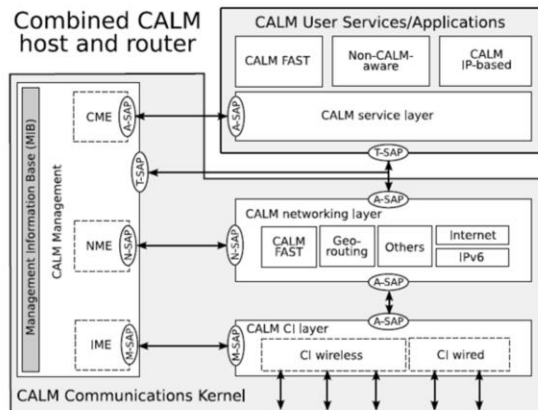 Combined CALM
host and router
CALM User Services/Applications
CALM FAST
Non-CALM-
aware
CALM
IP-based
A-SAP
CALM service layer
T-SAP
Management Information Base (MIB)
CALM Management
CME
A-SAP
T-SAP
NME
N-SAP
IME
M-SAP
A-SAP
CALM networking layer
N-SAP
CALM
FAST
Geo-
routing
Others
Internet
IPv6
A-SAP
A-SAP
CALM CI layer
M-SAP
CI wireless
CI wired
CALM Communications Kernel